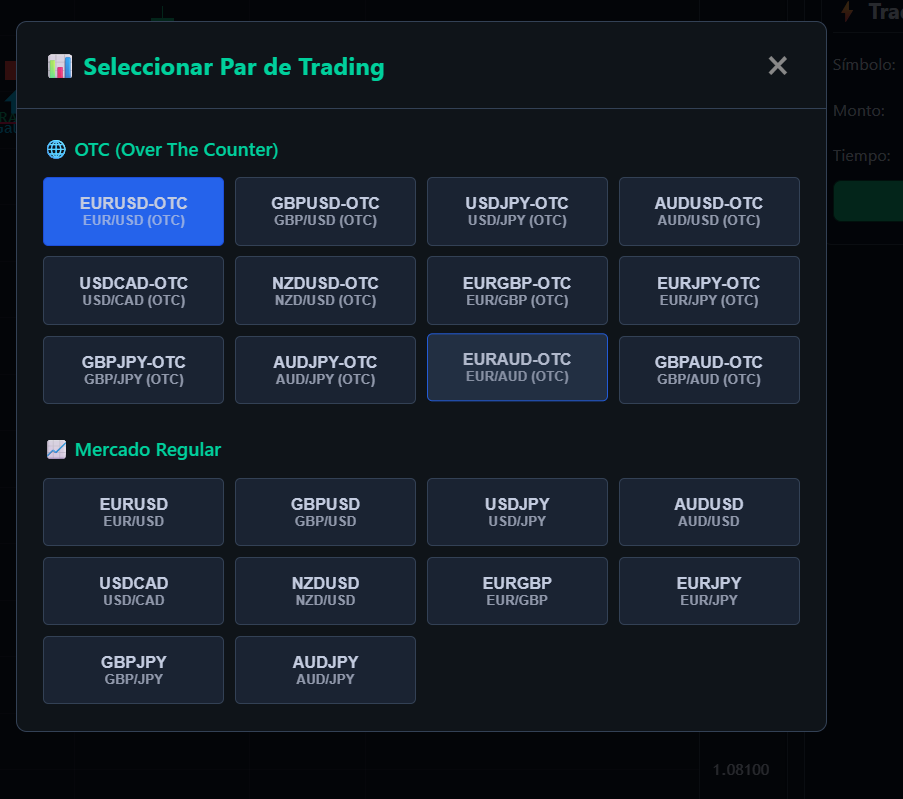 Seleccionar Par de Trading
Símbolo:
Monto:
Tiempo:
OTC (Over The Counter)
EURUSD-OTC
EUR/USD (OTC)
GBPUSD-OTC
GBP/USD (OTC)
USDJPY-OTC
USD/JPY (OTC)
AUDUSD-OTC
AUD/USD (OTC)
USDCAD-OTC
USD/CAD (OTC)
NZDUSD-OTC
NZD/USD (OTC)
EURGBP-OTC
EUR/GBP (OTC)
EURJPY-OTC
EUR/JPY (OTC)
GBPJPY-OTC
GBP/JPY (OTC)
AUDJPY-OTC
AUD/JPY (OTC)
EURAUD-OTC
EUR/AUD (OTC)
GBPAUD-OTC
GBP/AUD (OTC)
Mercado Regular
EURUSD
EUR/USD
GBPUSD
GBP/USD
USDJPY
USD/JPY
AUDUSD
AUD/USD
USDCAD
USD/CAD
NZDUSD
NZD/USD
EURGBP
EUR/GBP
EURJPY
EUR/JPY
GBPJPY
GBP/JPY
AUDJPY
AUD/JPY
1.08100